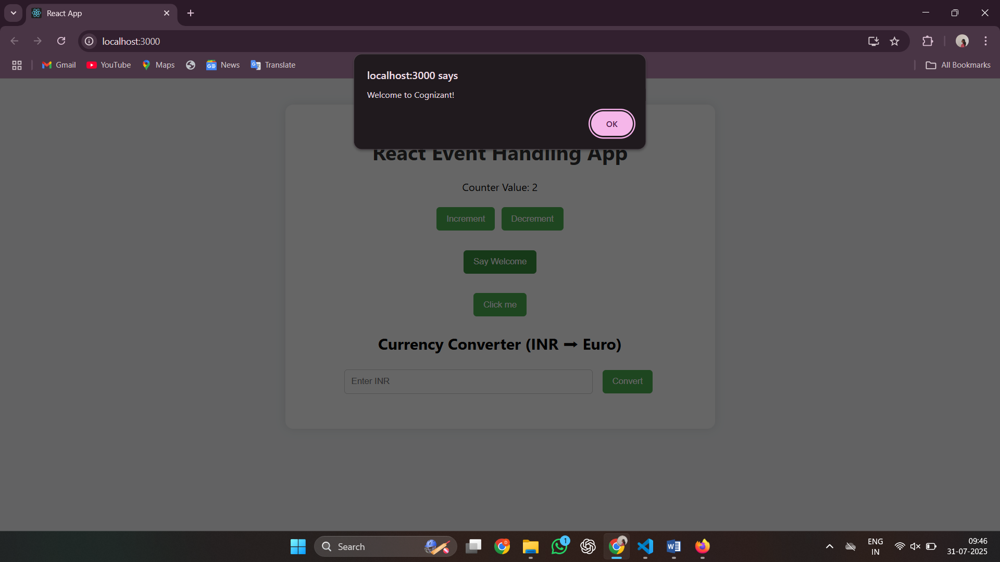 React App
localhost:3000
Gmail
YouTube
Maps
News
Translate
All Bookmarks
localhost:3000 says
Welcome to Cognizant!
OK
React Event Handling App
Counter Value: 2
Increment
Decrement
Say Welcome
Click me
Currency Converter (INR ➞ Euro)
Enter INR
Convert
Search
1
ENG
IN
09:46
31-07-2025